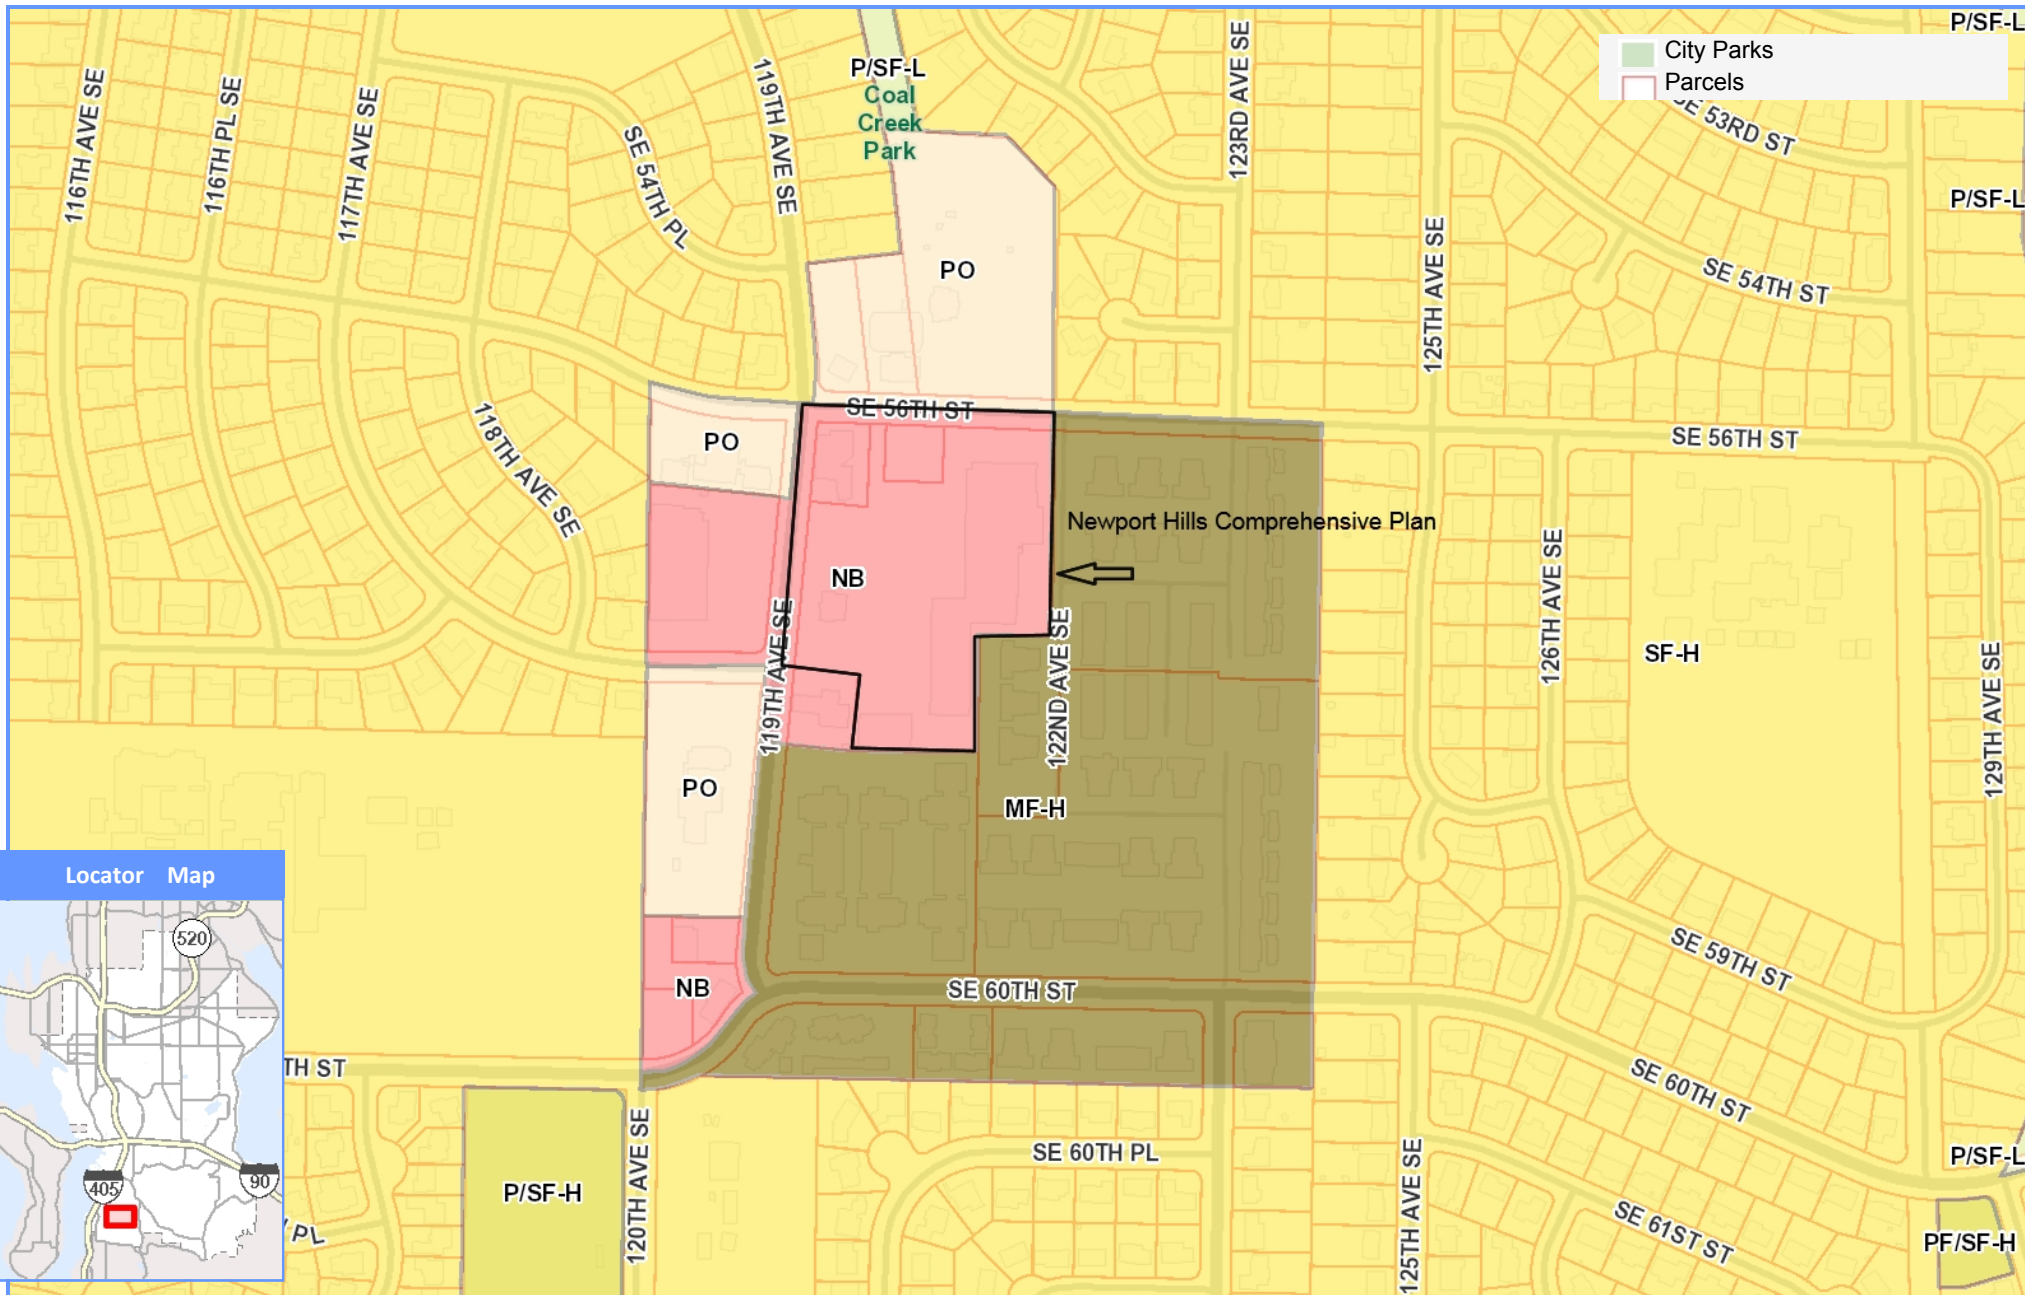 P/SF-L
City Parks
Parcels
116TH AVE SE
116TH PL SE
117TH AVE SE
SE 54TH PL
119TH AVE SE
P/SF-L
Coal
Creek
Park
123RD AVE SE
SE 53RD ST
P/SF-L
125TH AVE SE
SE 54TH ST
PO
118TH AVE SE
PO
SE 56TH ST
SE 56TH ST
Newport Hills Comprehensive Plan
NB
119TH AVE SE
122ND AVE SE
126TH AVE SE
SF-H
129TH AVE SE
PO
MF-H
Locator Map
520
405
90
NB
SE 60TH ST
SE 59TH ST
TH ST
SE 60TH ST
P/SF-H
120TH AVE SE
SE 60TH PL
125TH AVE SE
P/SF-L
SE 61ST ST
PF/SF-H
PL